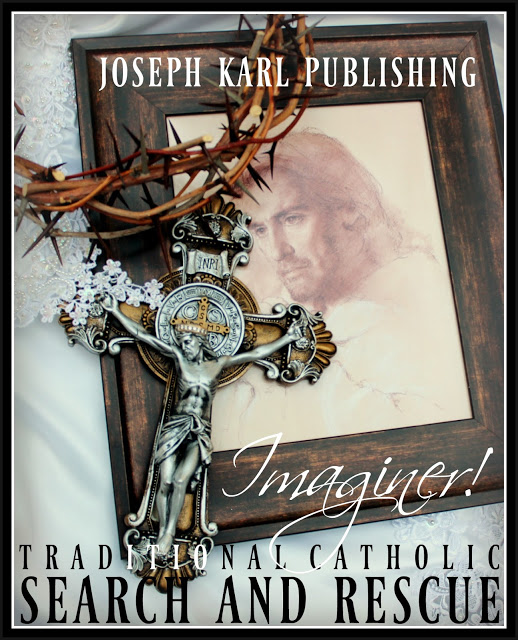 JOSEPH KARL PUBLISHING
INRI
Imaginer!
TRADITIONAL CATHOLIC
SEARCH AND RESCUE